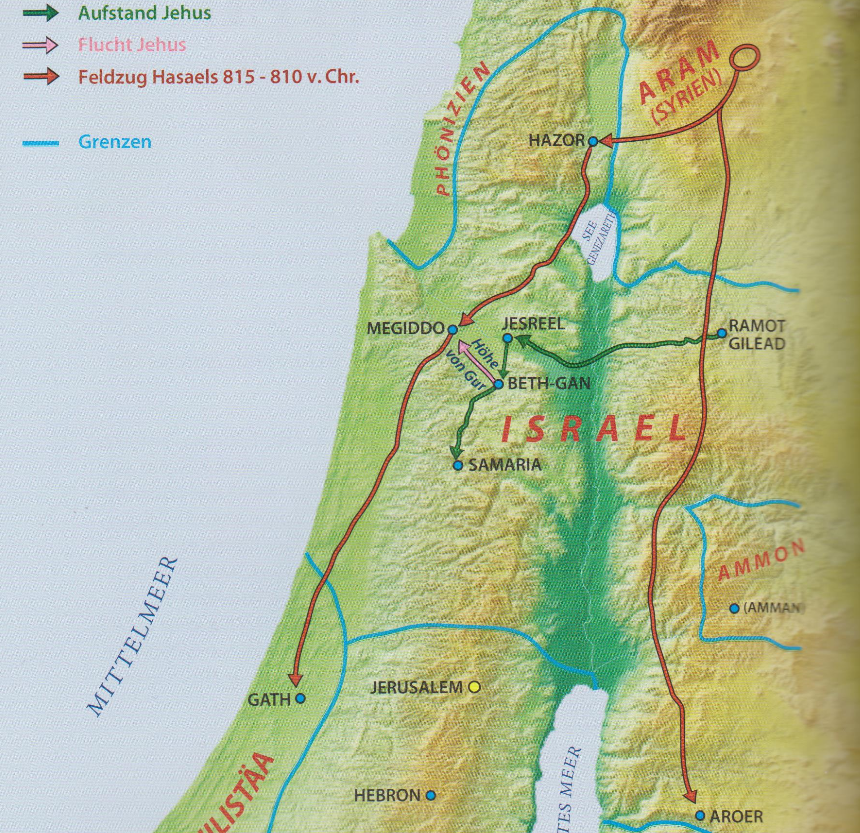 Aufstand Jehus
Flucht Jehus
Feldzug Hasaels 815 - 810 v. Chr.
Grenzen
PHÖNIZIEN
ARAM
(SYRIEN)
HAZOR
SEE
GENEZARETH
MEGIDDO
JESREEL
RAMOT
GILEAD
Höhe
von Gur
BETH-GAN
ISRAEL
SAMARIA
AMMON
(AMMAN
MITTELMEER
GATH
JERUSALEM
HEBRON
TES MEER
ILISTÄA
AROER